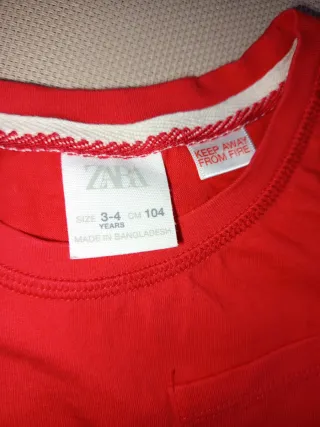 ZARA
SIZE 3-4 CM 104
YEARS
MADE IN BANGLADESH
KEEP AWAY
FROM FIRE